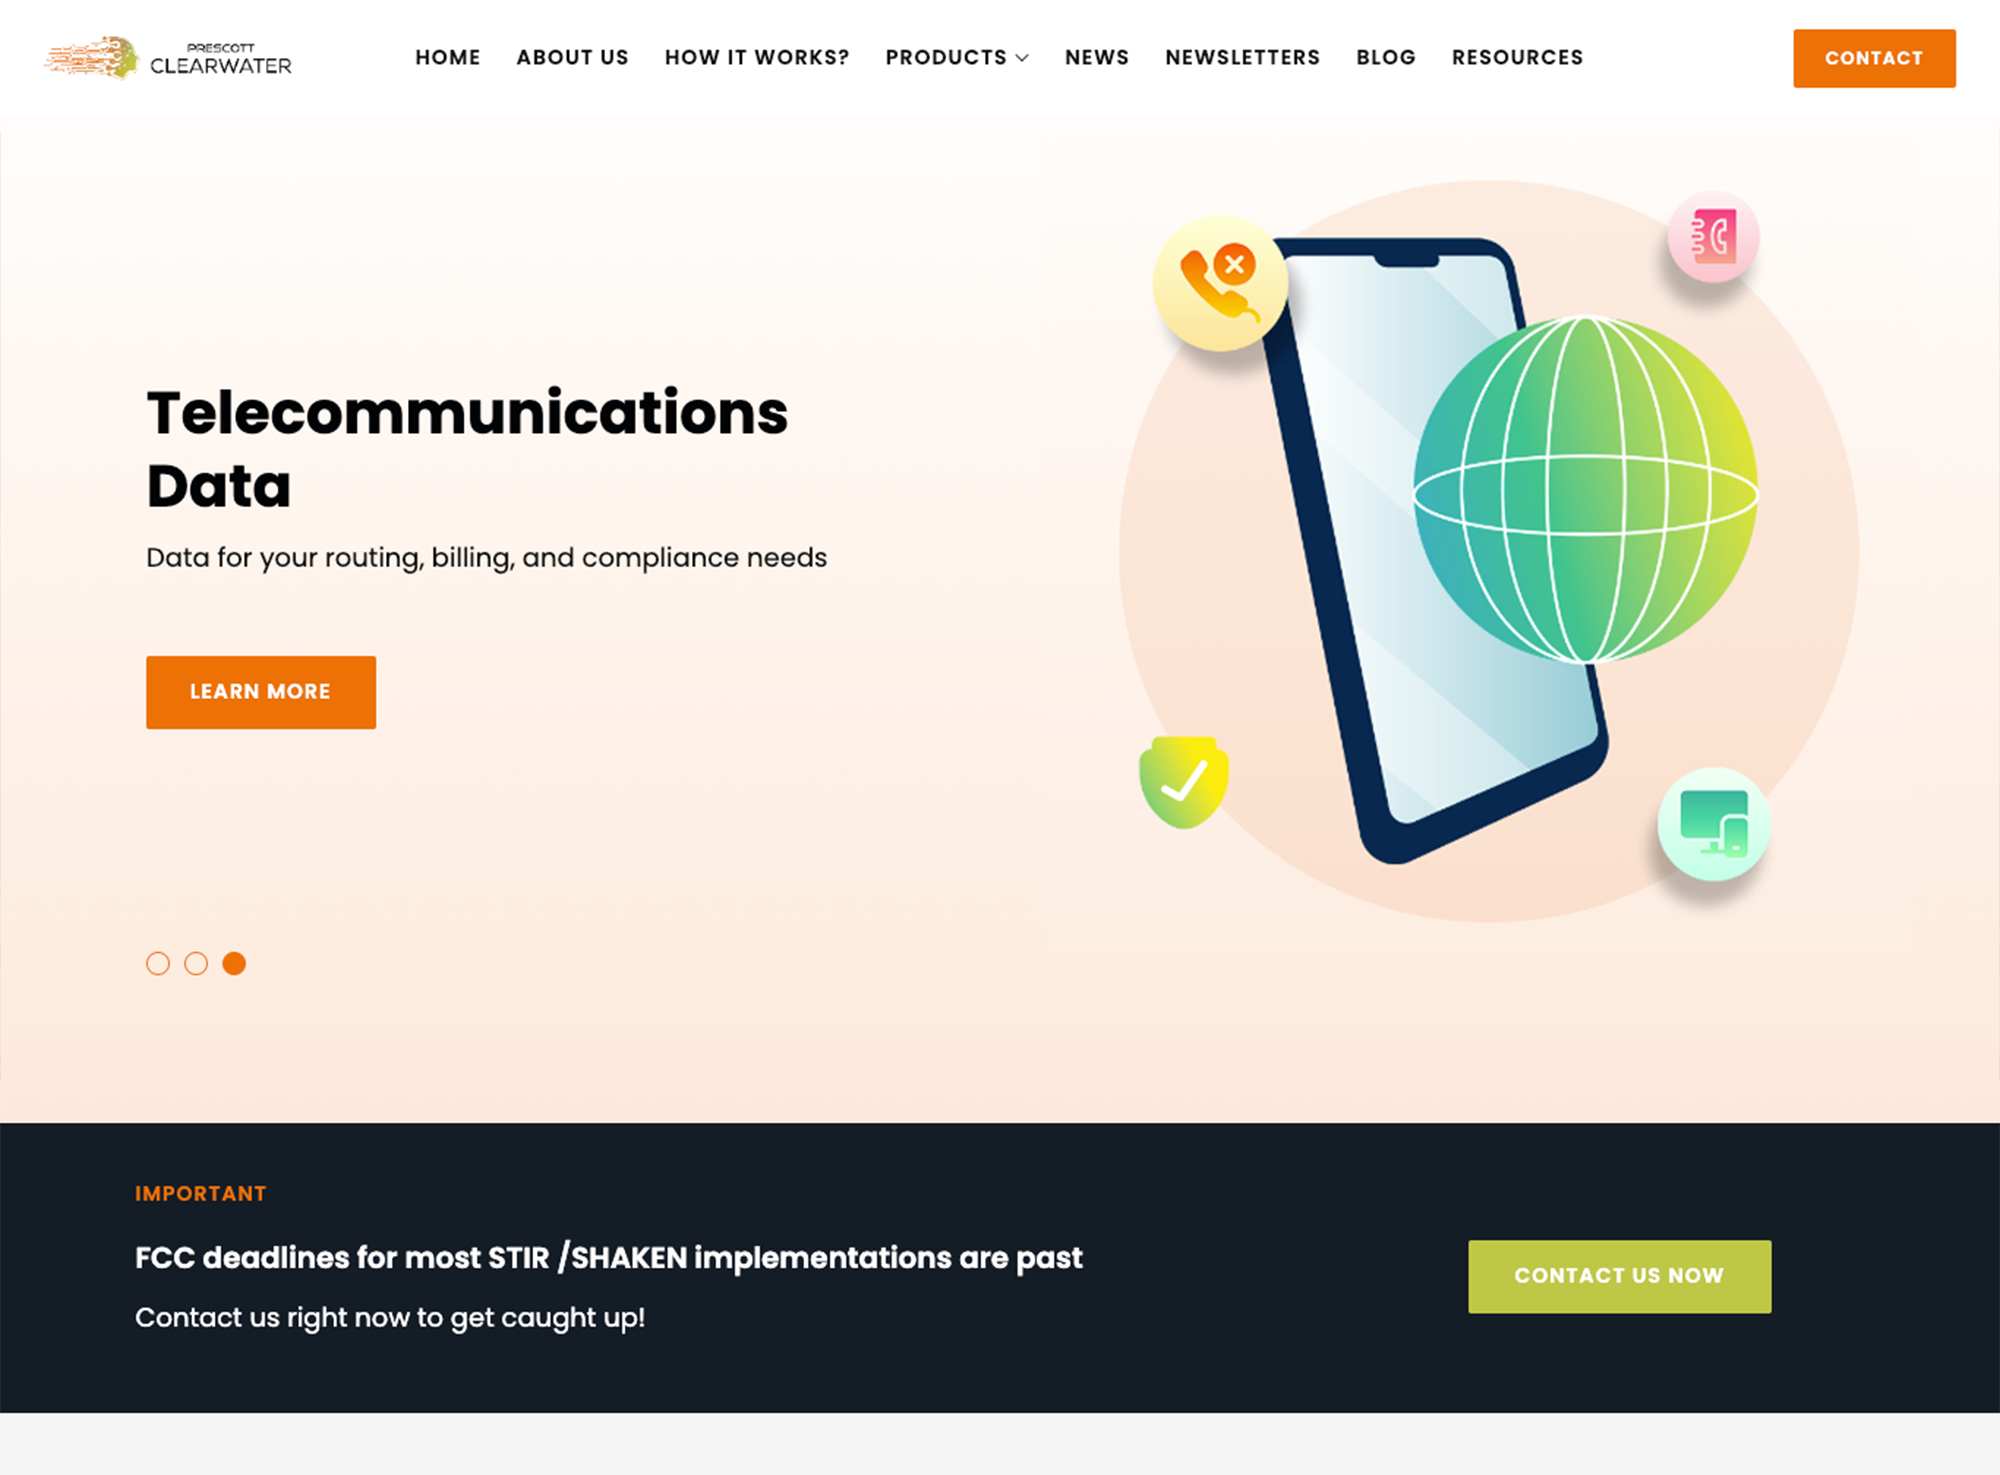 PRESCOTT
CLEARWATER
HOME ABOUT US HOW IT WORKS? PRODUCTS NEWS NEWSLETTERS BLOG RESOURCES CONTACT
Telecommunications
Data
Data for your routing, billing, and compliance needs
LEARN MORE
IMPORTANT
FCC deadlines for most STIR /SHAKEN implementations are past
Contact us right now to get caught up!
CONTACT US NOW